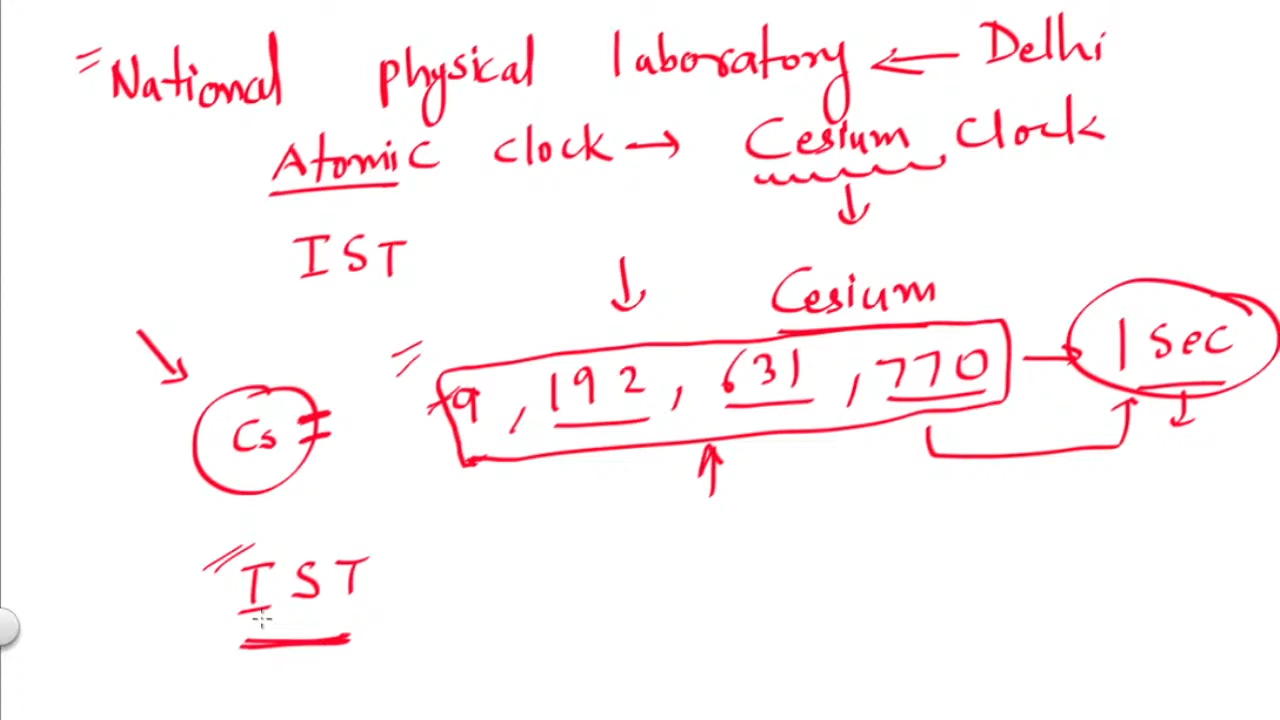 National physical laboratory ← Delhi
Atomic clock → Cesium Clock
IST
Cesium
9, 192, 631, 770 → 1 Sec
Cs
IST